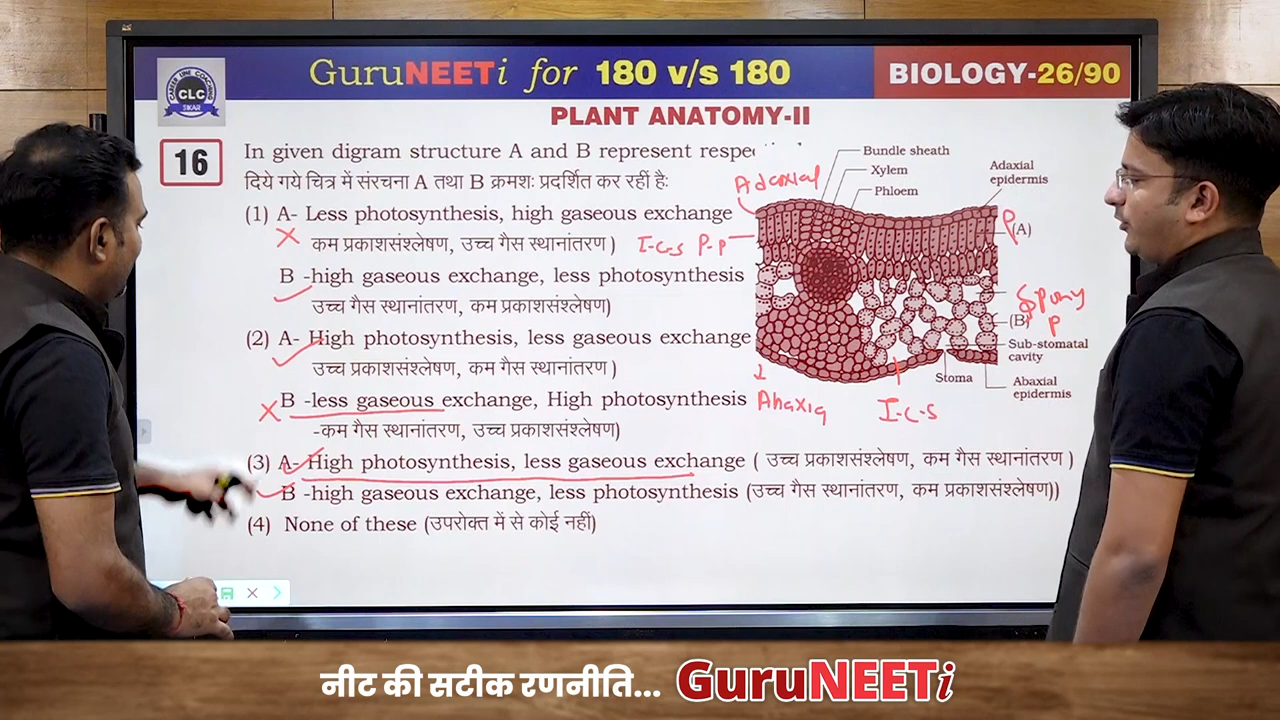 GuruNEETi for 180 v/s 180
BIOLOGY-26/90
CAREER LINE COACHING
CLC
SIKAR
PLANT ANATOMY-II
16
In given digram structure A and B represent
दिये गये चित्र में संरचना A तथा B क्रमशः प्रदर्शित कर रहीं है:
(1) A- Less photosynthesis, high gaseous exchange
कम प्रकाशसंश्लेषण, उच्च गैस स्थानांतरण )
B -high gaseous exchange, less photosynthesis
उच्च गैस स्थानांतरण, कम प्रकाशसंश्लेषण)
(2) A- High photosynthesis, less gaseous exchange
उच्च प्रकाशसंश्लेषण, कम गैस स्थानांतरण )
B -less gaseous exchange, High photosynthesis
-कम गैस स्थानांतरण, उच्च प्रकाशसंश्लेषण)
(3) A- High photosynthesis, less gaseous exchange ( उच्च प्रकाशसंश्लेषण, कम गैस स्थानांतरण )
B -high gaseous exchange, less photosynthesis (उच्च गैस स्थानांतरण, कम प्रकाशसंश्लेषण))
(4) None of these (उपरोक्त में से कोई नहीं)
Bundle sheath
Xylem
Phloem
Adaxial
epidermis
Adaxial
I-C-S P-P
P
(A)
Spony
P
(B)
Sub-stomatal
cavity
Stoma
Abaxial
epidermis
I-C-S
नीट की सटीक रणनीति... GuruNEETi